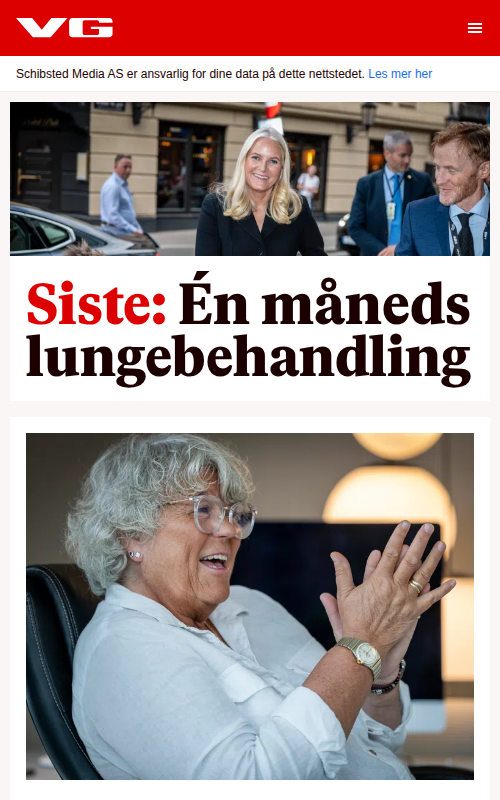 VG
Schibsted Media AS er ansvarlig for dine data på dette nettstedet. Les mer her
Siste: Én måneds
lungebehandling